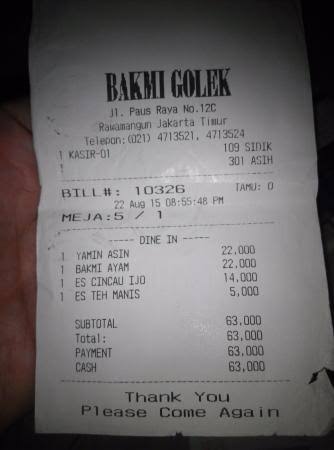 BAKMI GOLEK
Jl. Paus Raya No.12C
Rawamangun Jakarta Timur
Telepon:(021) 4713521, 4713524
1 KASIR-01 109 SIDIK
! 301 ASIH
BILL#: 10326 TAMU: 0
22 Aug 15 08:55:48 PM
MEJA:5 / 1
----- DINE IN -----
1 YAMIN ASIN 22,000
1 BAKMI AYAM 22,000
1 ES CINCAU IJO 14,000
1 ES TEH MANIS 5,000
SUBTOTAL 63,000
Total: 63,000
PAYMENT 63,000
CASH 63,000
Thank You
Please Come Again